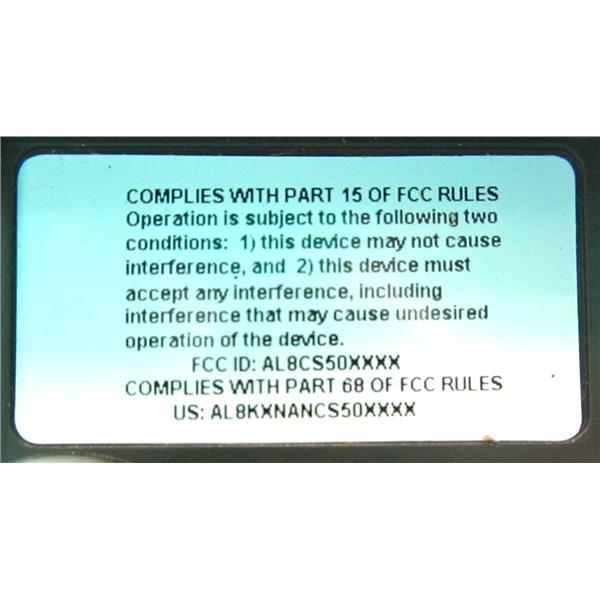 COMPLIES WITH PART 15 OF FCC RULES
Operation is subject to the following two
conditions: 1) this device may not cause
interference, and 2) this device must
accept any interference, including
interference that may cause undesired
operation of the device.
FCC ID: AL8CS50XXXX
COMPLIES WITH PART 68 OF FCC RULES
US: AL8KXNANCS50XXXX